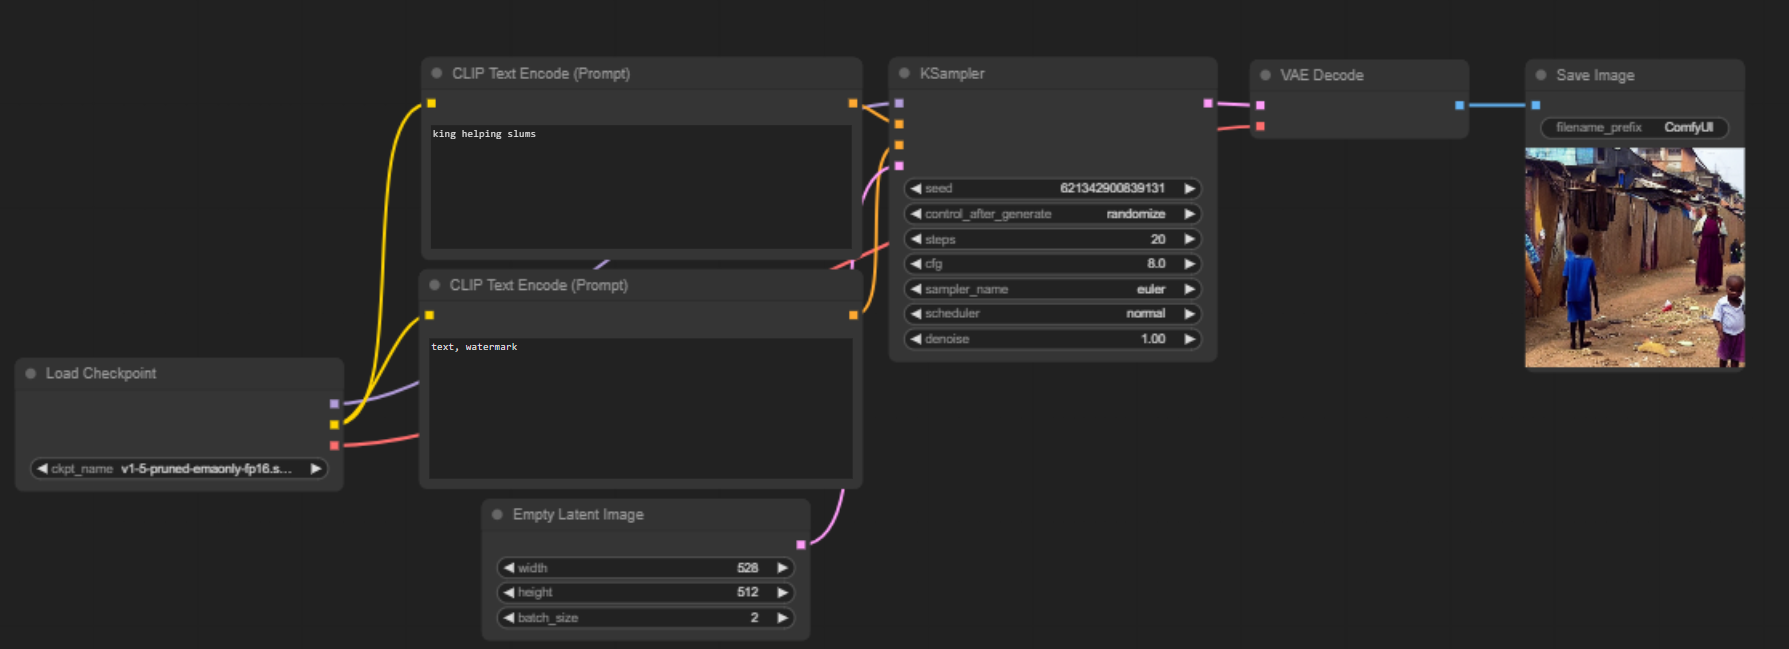 CLIP Text Encode (Prompt)
king helping slums
CLIP Text Encode (Prompt)
text, watermark
Load Checkpoint
ckpt_name v1-5-pruned-emaonly-fp16.s...
Empty Latent Image
width 528
height 512
batch_size 2
KSampler
seed 621342900839131
control_after_generate randomize
steps 20
cfg 8.0
sampler_name euler
scheduler normal
denoise 1.00
VAE Decode
Save Image
filename_prefix ComfyUI